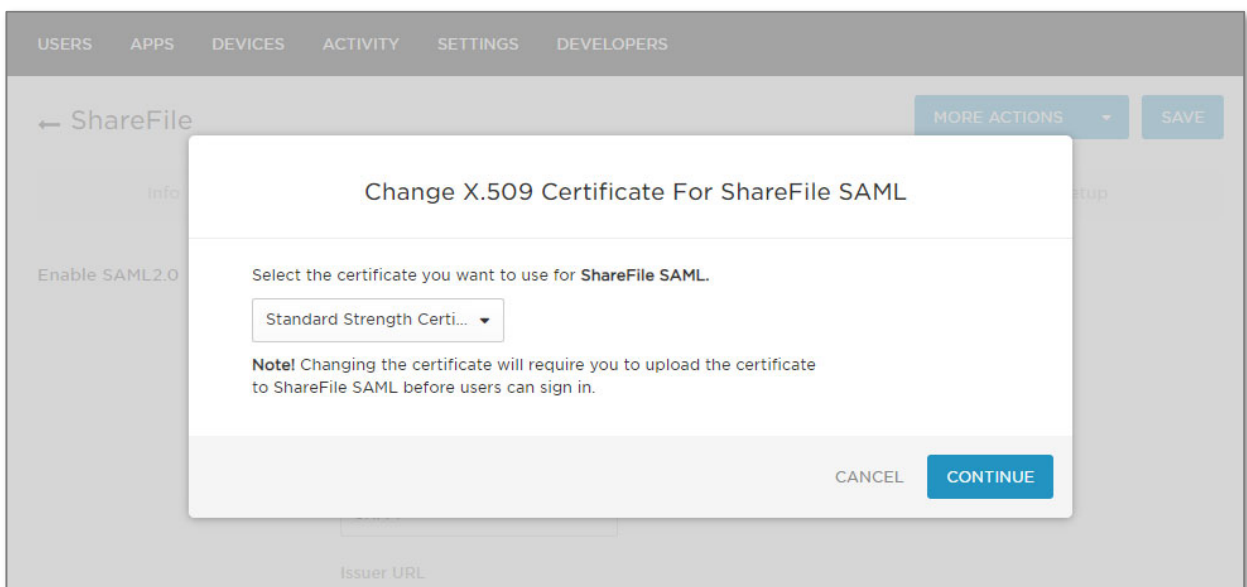 USERS APPS DEVICES ACTIVITY SETTINGS DEVELOPERS
← ShareFile
MORE ACTIONS
SAVE
Info
Change X.509 Certificate For ShareFile SAML
Enable SAML2.0
Select the certificate you want to use for ShareFile SAML.
Standard Strength Certi...
Note! Changing the certificate will require you to upload the certificate
to ShareFile SAML before users can sign in.
CANCEL
CONTINUE
Issuer URL